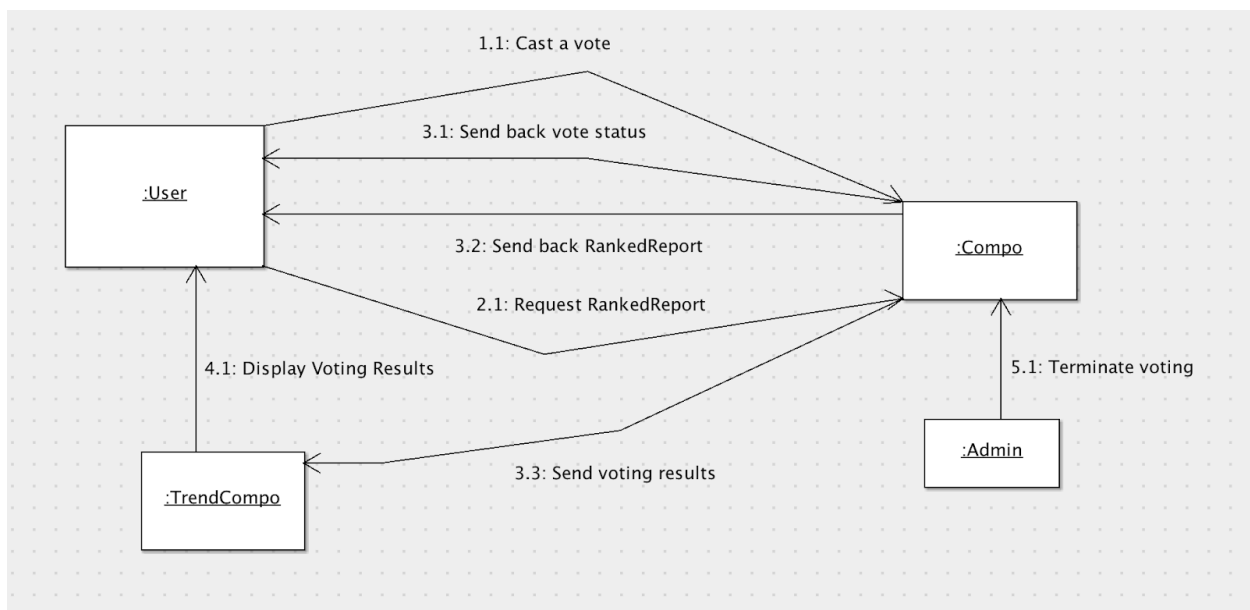 1.1: Cast a vote
3.1: Send back vote status
:User
3.2: Send back RankedReport
:Compo
2.1: Request RankedReport
4.1: Display Voting Results
5.1: Terminate voting
:Admin
3.3: Send voting results
:TrendCompo